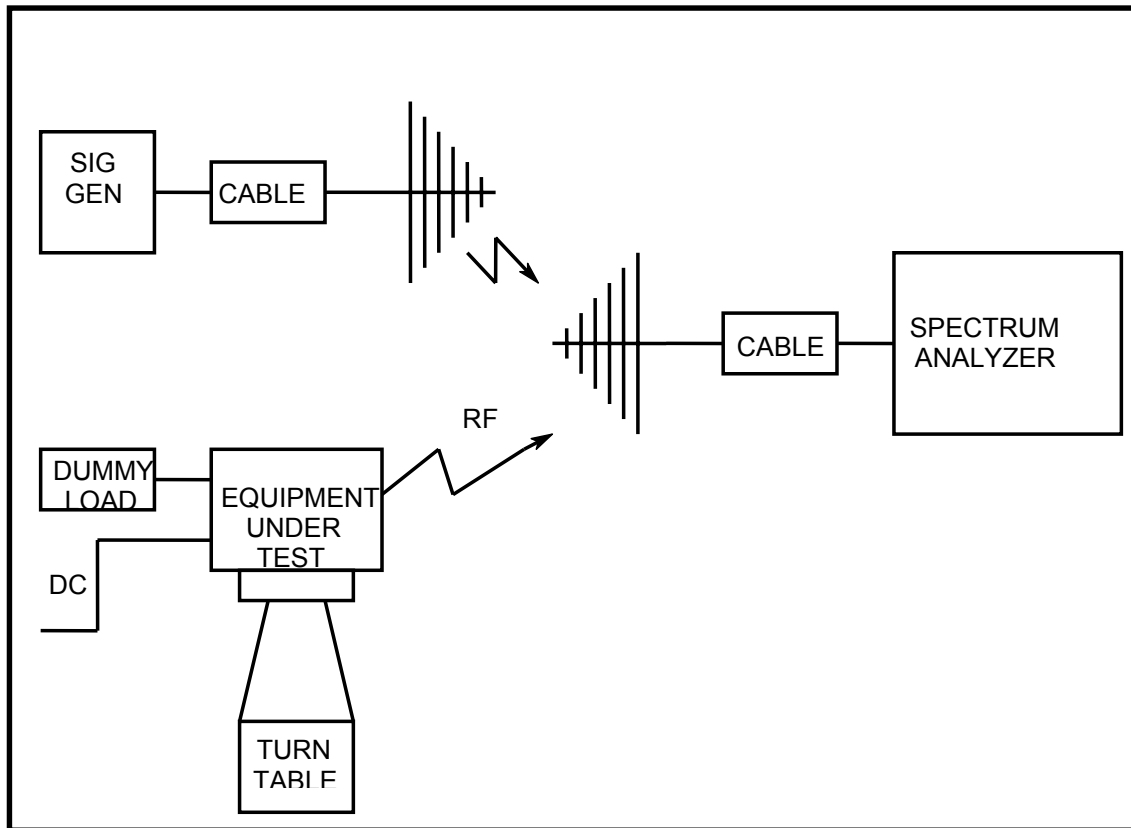 SIG
GEN
CABLE
CABLE
SPECTRUM
ANALYZER
RF
DUMMY
LOAD
EQUIPMENT
UNDER
TEST
DC
TURN
TABLE